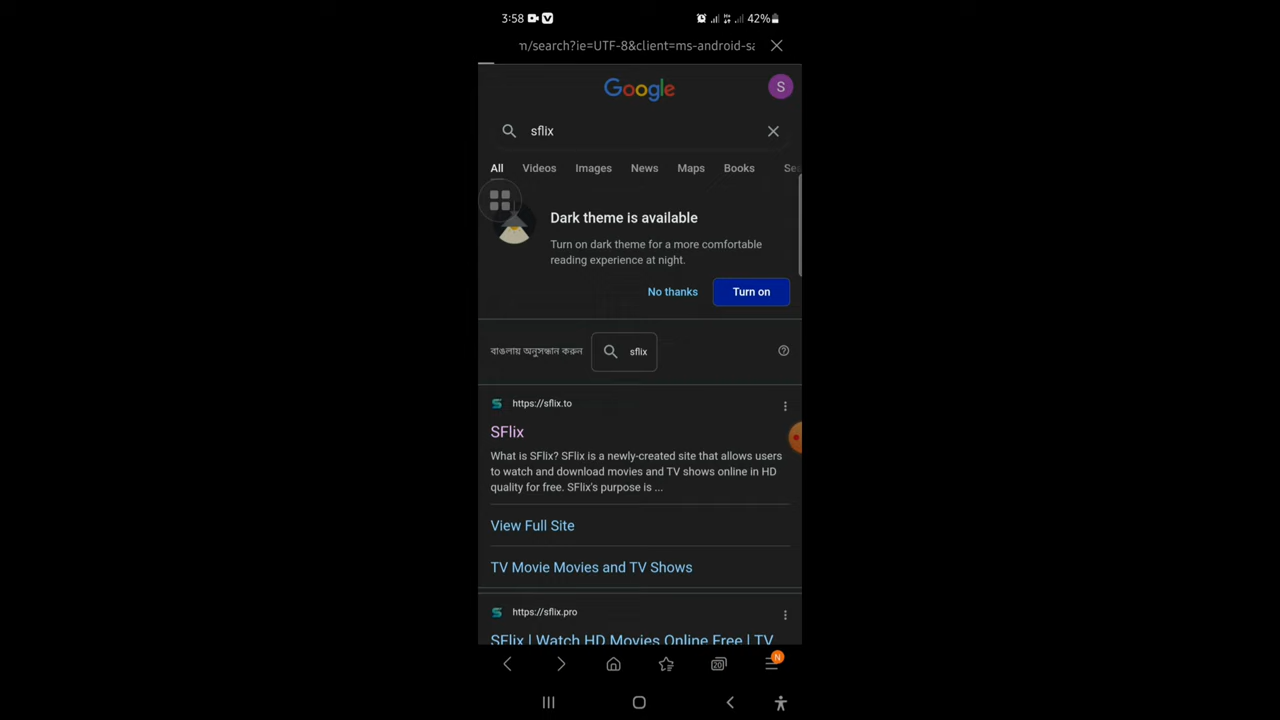 3:58 42%
m/search?ie=UTF-8&client=ms-android-sa
Google
S
sflix
All Videos Images News Maps Books Se
Dark theme is available
Turn on dark theme for a more comfortable
reading experience at night.
No thanks Turn on
বাঙলায় অনুসন্ধান করুন sflix
https://sflix.to
SFlix
What is SFlix? SFlix is a newly-created site that allows users
to watch and download movies and TV shows online in HD
quality for free. SFlix's purpose is ...
View Full Site
TV Movie Movies and TV Shows
https://sflix.pro
SFlix | Watch HD Movies Online Free | TV
20 N